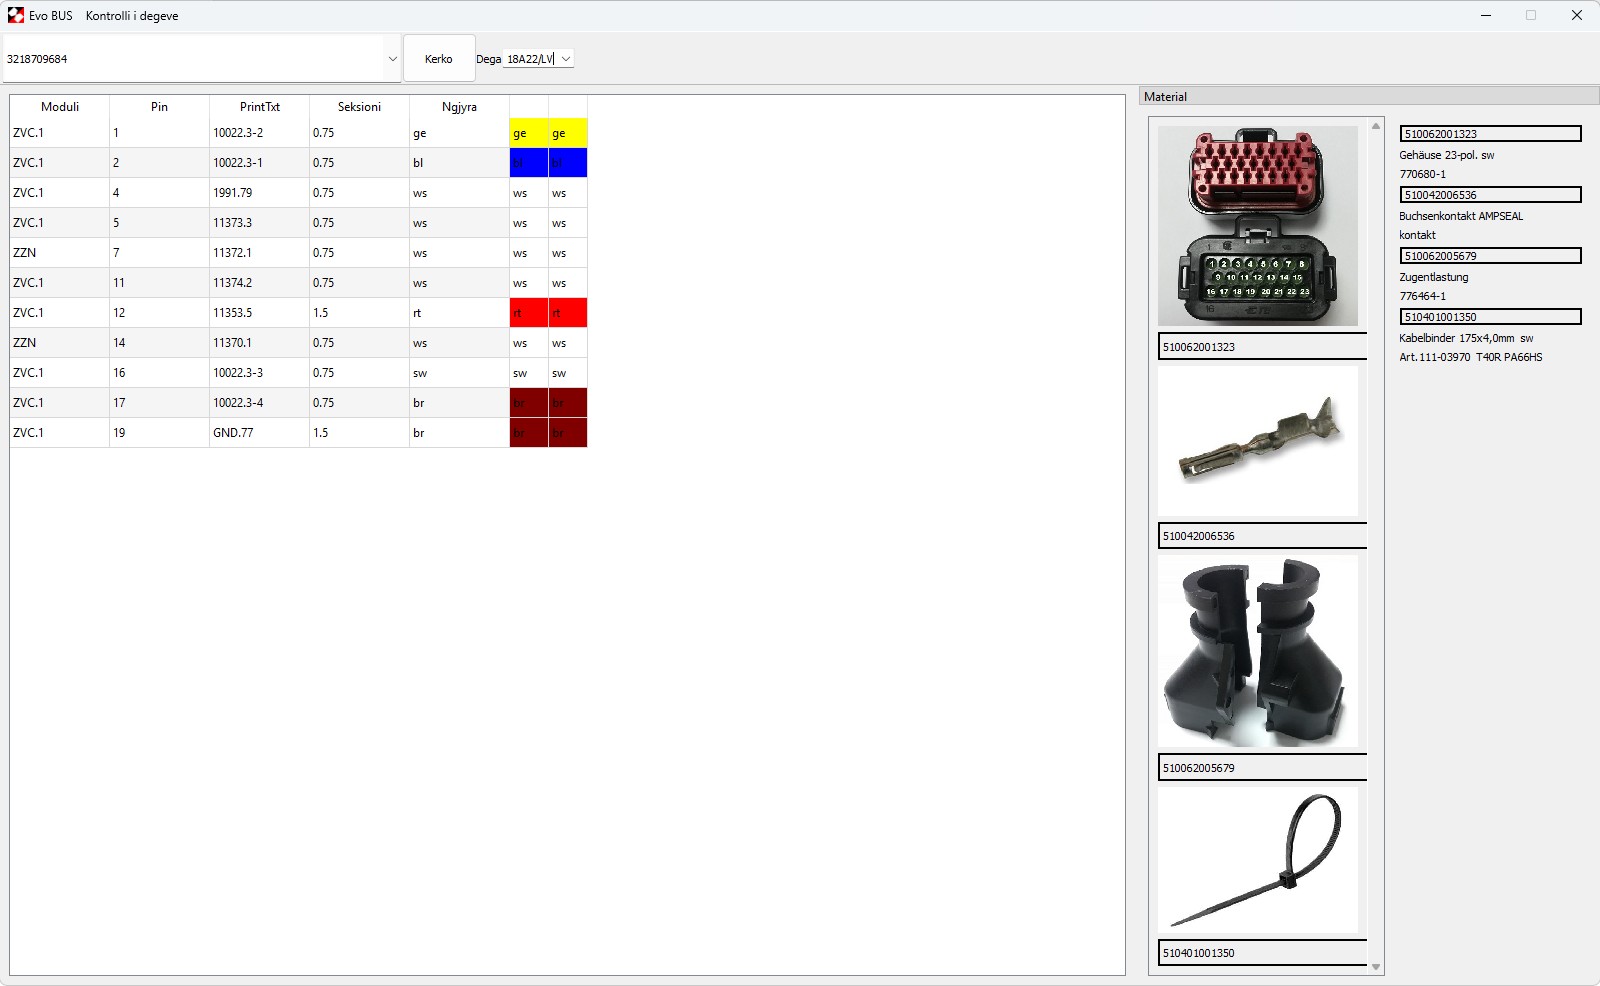 Evo BUS Kontrolli i degeve
3218709684 Kerko Dega 18A22/LV
Moduli Pin PrintTxt Seksioni Ngjyra
ZVC.1 1 10022.3-2 0.75 ge ge ge
ZVC.1 2 10022.3-1 0.75 bl bl bl
ZVC.1 4 1991.79 0.75 ws ws ws
ZVC.1 5 11373.3 0.75 ws ws ws
ZZN 7 11372.1 0.75 ws ws ws
ZVC.1 11 11374.2 0.75 ws ws ws
ZVC.1 12 11353.5 1.5 rt rt rt
ZZN 14 11370.1 0.75 ws ws ws
ZVC.1 16 10022.3-3 0.75 sw sw sw
ZVC.1 17 10022.3-4 0.75 br br br
ZVC.1 19 GND.77 1.5 br br br
Material
1 2 3 4 5 6 7 8
9 10 11 12 13 14 15
16 17 18 19 20 21 22 23
16
510062001323
510042006536
510062005679
510401001350
510062001323
Gehäuse 23-pol. sw
770680-1
510042006536
Buchsenkontakt AMPSEAL
kontakt
510062005679
Zugentlastung
776464-1
510401001350
Kabelbinder 175x4,0mm sw
Art.111-03970 T40R PA66HS